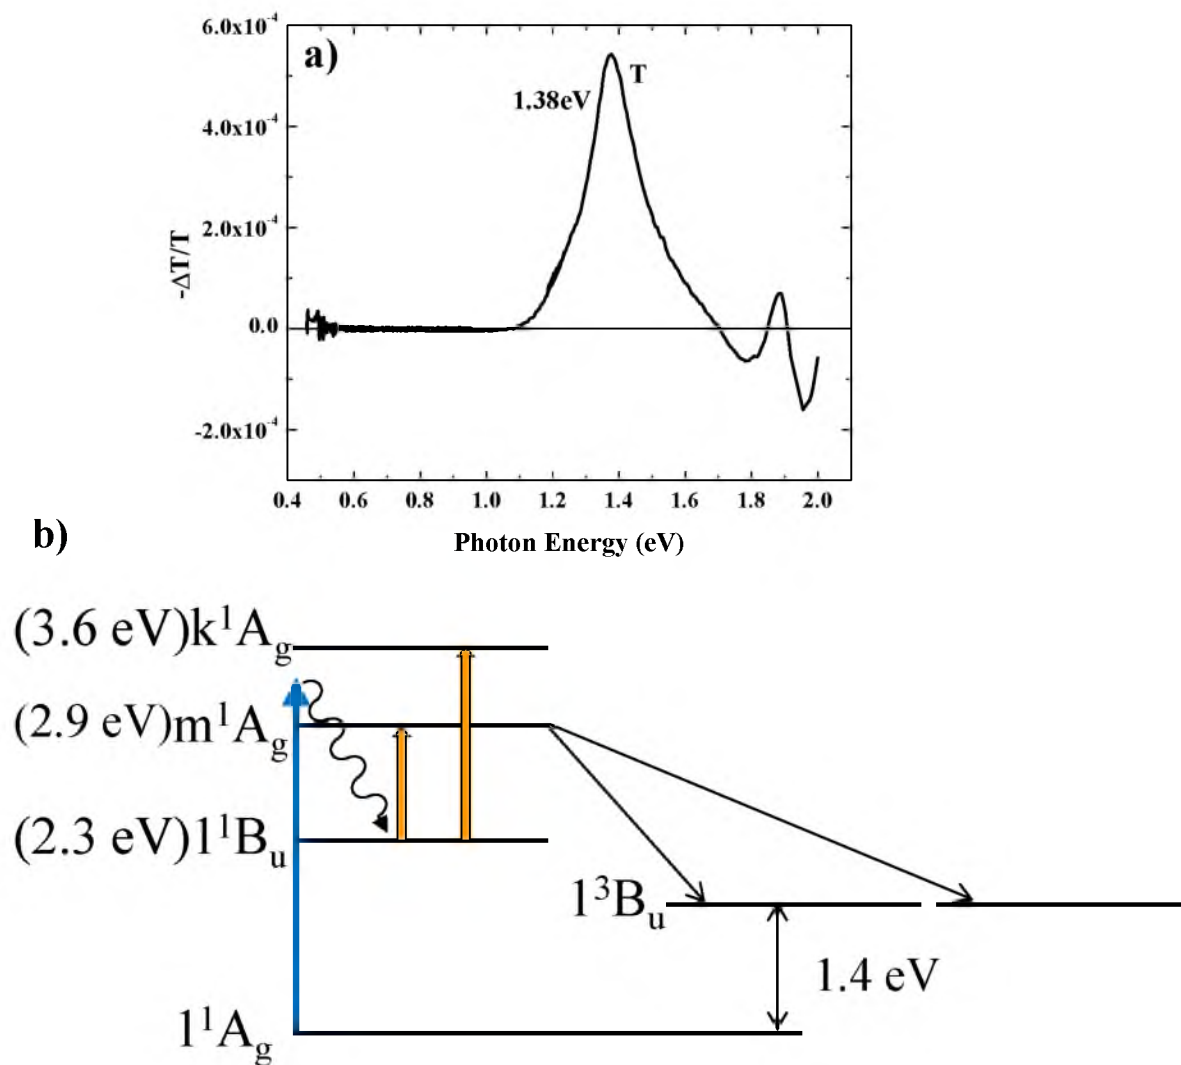 a)
6.0x10⁻⁴
4.0x10⁻⁴
2.0x10⁻⁴
0.0
-2.0x10⁻⁴
-ΔT/T
1.38eV
T
0.4 0.6 0.8 1.0 1.2 1.4 1.6 1.8 2.0
Photon Energy (eV)
b)
(3.6 eV)k¹A_g
(2.9 eV)m¹A_g
(2.3 eV)1¹B_u
1³B_u
1.4 eV
1¹A_g